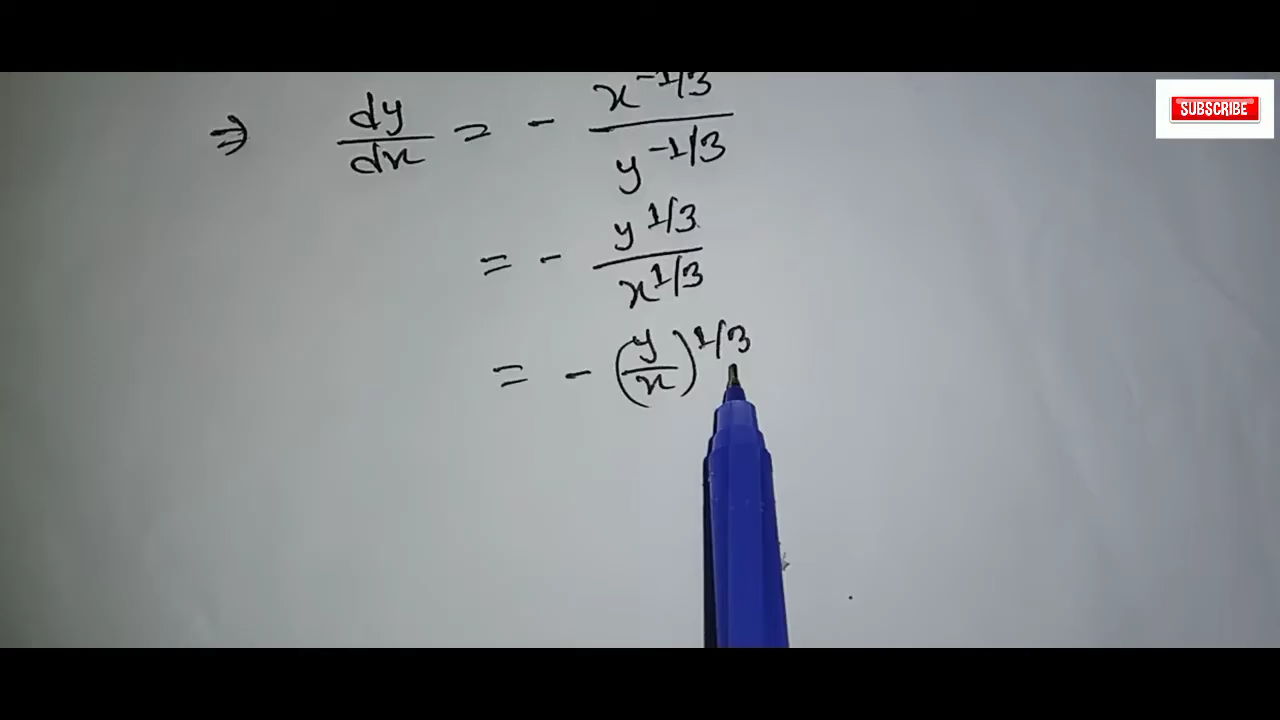 ⇒ dy/dx = - x^-1/3 / y^-1/3
SUBSCRIBE
= - y^1/3 / x^1/3
= - (y/x)^1/3